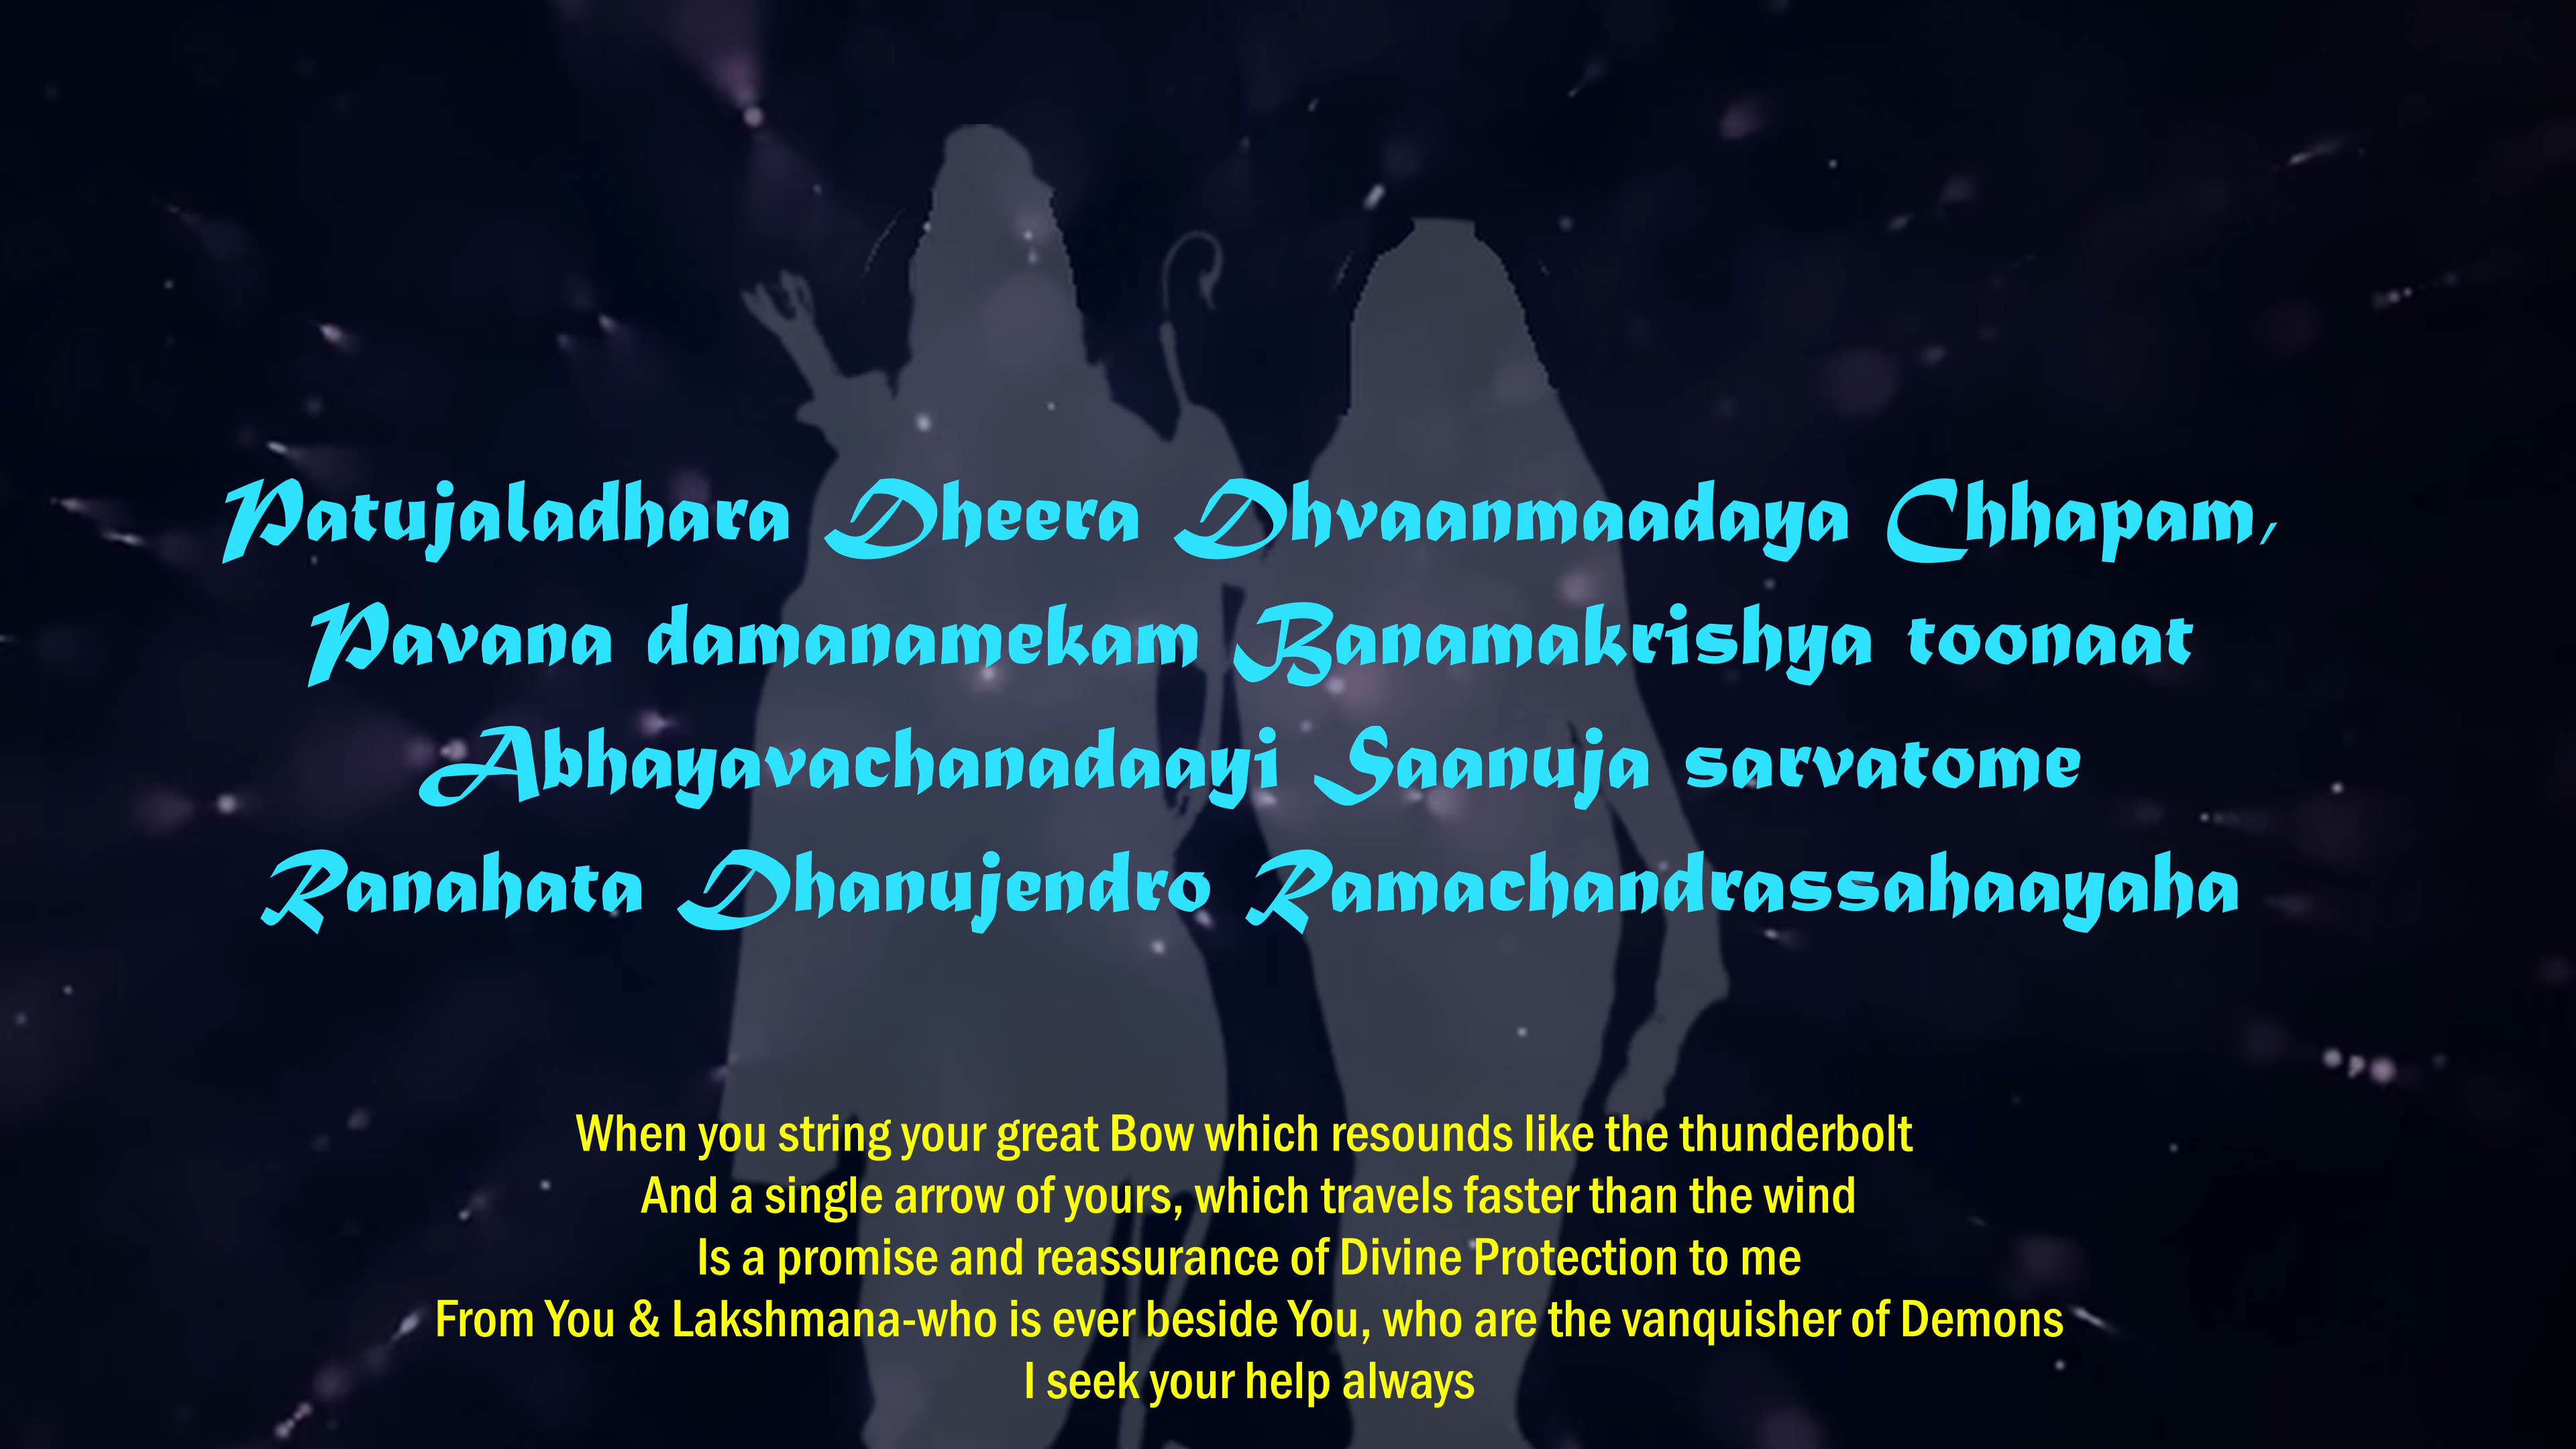 Patujaladhara Dheera Dhvaanmaadaya Chhapam,
Pavana damanamekam Banamakrishya toonaat
Abhayavachanadaayi Saanuja sarvatome
Ranahata Dhanujendro Ramachandrassahaayaha
When you string your great Bow which resounds like the thunderbolt
And a single arrow of yours, which travels faster than the wind
Is a promise and reassurance of Divine Protection to me
From You & Lakshmana-who is ever beside You, who are the vanquisher of Demons
I seek your help always